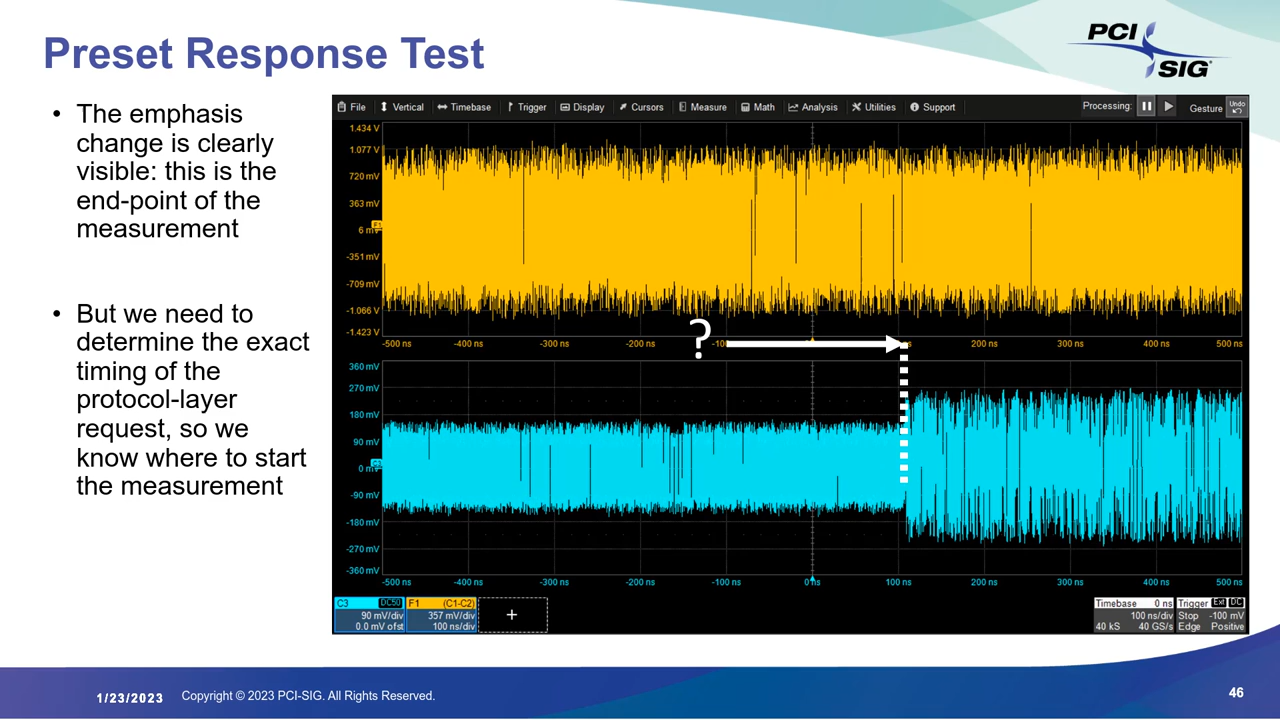 Preset Response Test
PCI
SIG
• The emphasis
change is clearly
visible: this is the
end-point of the
measurement
• But we need to
determine the exact
timing of the
protocol-layer
request, so we
know where to start
the measurement
File Vertical Timebase Trigger Display Cursors Measure Math Analysis Utilities Support Processing: Gesture Undo
1.434 V
1.077 V
720 mV
363 mV
F1
6 mV
-351 mV
-709 mV
-1.066 V
-1.423 V
?
-500 ns -400 ns -300 ns -200 ns 200 ns 300 ns 400 ns 500 ns
360 mV
270 mV
180 mV
90 mV
C3
0 mV
-90 mV
-180 mV
-270 mV
-360 mV
-500 ns -400 ns -300 ns -200 ns -100 ns 0 ns 100 ns 200 ns 300 ns 400 ns 500 ns
C3 DC50 F1 (C1-C2) Timebase 0 ns Trigger Ext DC
90 mV/div 357 mV/div + 100 ns/div Stop -100 mV
0.0 mV ofst 100 ns/div 40 kS 40 GS/s Edge Positive
1/23/2023 Copyright © 2023 PCI-SIG. All Rights Reserved. 46